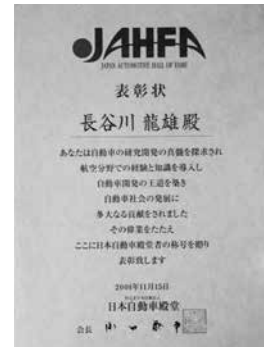 JAHFA
JAPAN AUTOMOTIVE HALL OF FAME
表彰状
長谷川 龍雄 殿
あなたは自動車の研究開発の真髄を探求され
航空分野での経験と知識を導入し
自動車開発の王道を築き
自動車社会の発展に
多大なる貢献をされました
その偉業をたたえ
ここに日本自動車殿堂者の称号を贈り
表彰致します
2004年11月15日
日本自動車殿堂
会長